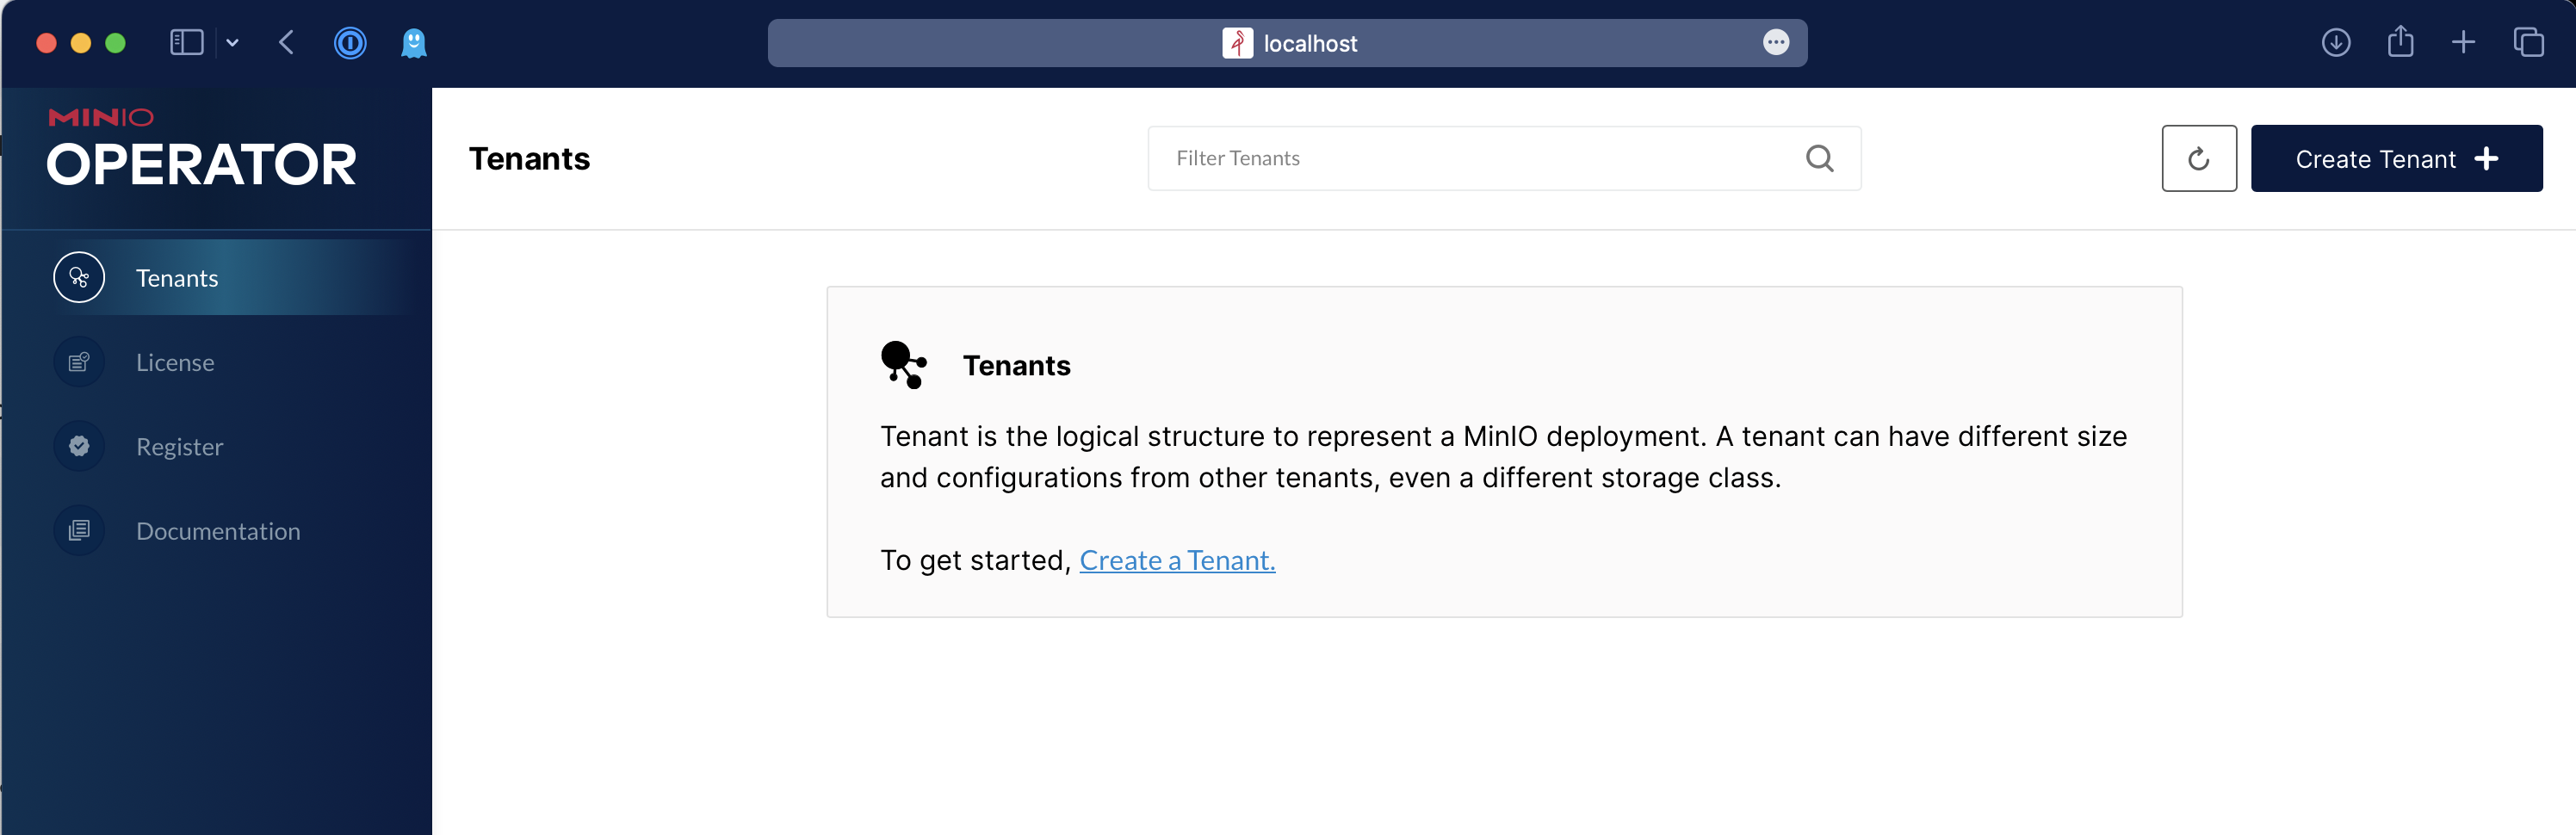 localhost
MINIO
OPERATOR
Tenants
License
Register
Documentation
Tenants
Filter Tenants
Create Tenant
Tenants
Tenant is the logical structure to represent a MinIO deployment. A tenant can have different size
and configurations from other tenants, even a different storage class.
To get started, Create a Tenant.